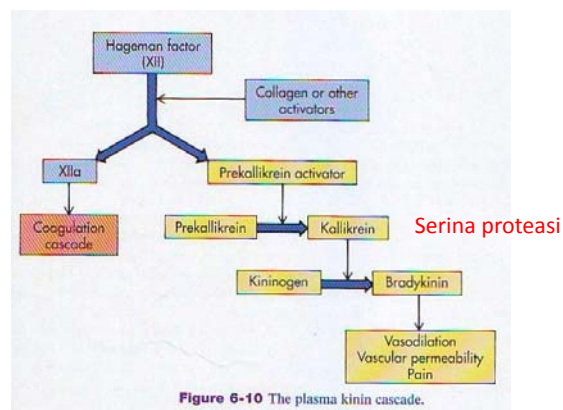 Hageman factor
(XII)
Collagen or other
activators
XIIa
Prekallikrein activator
Coagulation
cascade
Prekallikrein
Kallikrein
Serina proteasi
Kininogen
Bradykinin
Vasodilation
Vascular permeability
Pain
Figure 6-10 The plasma kinin cascade.